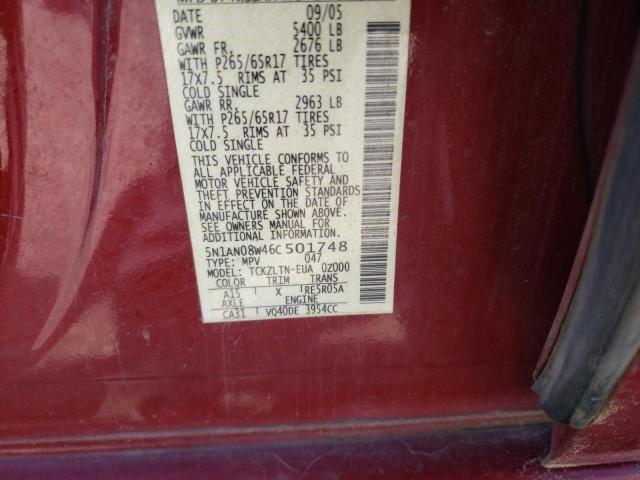 DATE 09/05
GVWR 5400 LB
GAWR FR. 2676 LB
WITH P265/65R17 TIRES
17X7.5 RIMS AT 35 PSI
COLD SINGLE
GAWR RR. 2963 LB
WITH P265/65R17 TIRES
17X7.5 RIMS AT 35 PSI
COLD SINGLE
THIS VEHICLE CONFORMS TO
ALL APPLICABLE FEDERAL
MOTOR VEHICLE SAFETY AND
THEFT PREVENTION STANDARDS
IN EFFECT ON THE DATE OF
MANUFACTURE SHOWN ABOVE.
SEE OWNERS MANUAL FOR
ADDITIONAL INFORMATION.
5N1AN08W46C501748
TYPE: MPV 047
MODEL: TCKZLTN-EUA QZ000
COLOR TRIM TRANS
A15 X RE5R05A
AXLE ENGINE
CA31 VQ40DE 3954CC